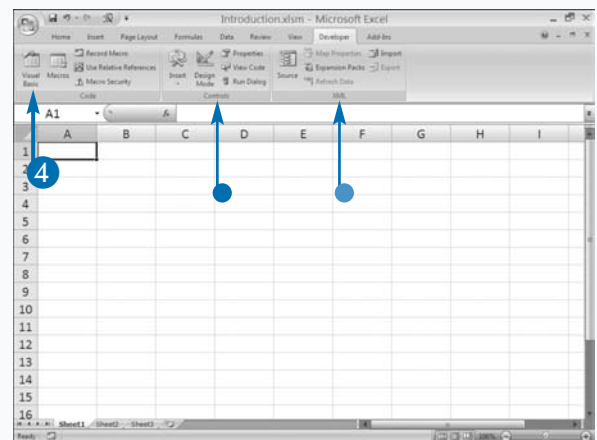 Introduction.xlsm - Microsoft Excel
Home Insert Page Layout Formulas Data Review View Developer Add-Ins
Visual Basic
Macros
Record Macro
Use Relative References
Macro Security
Code
Insert
Design Mode
Properties
View Code
Run Dialog
Controls
Source
Map Properties
Expansion Packs
Refresh Data
Import
Export
XML
A1
fx
A B C D E F G H I
1
2
4
3
4
5
6
7
8
9
10
11
12
13
14
15
16
Sheet1 Sheet2 Sheet3
Ready
100%